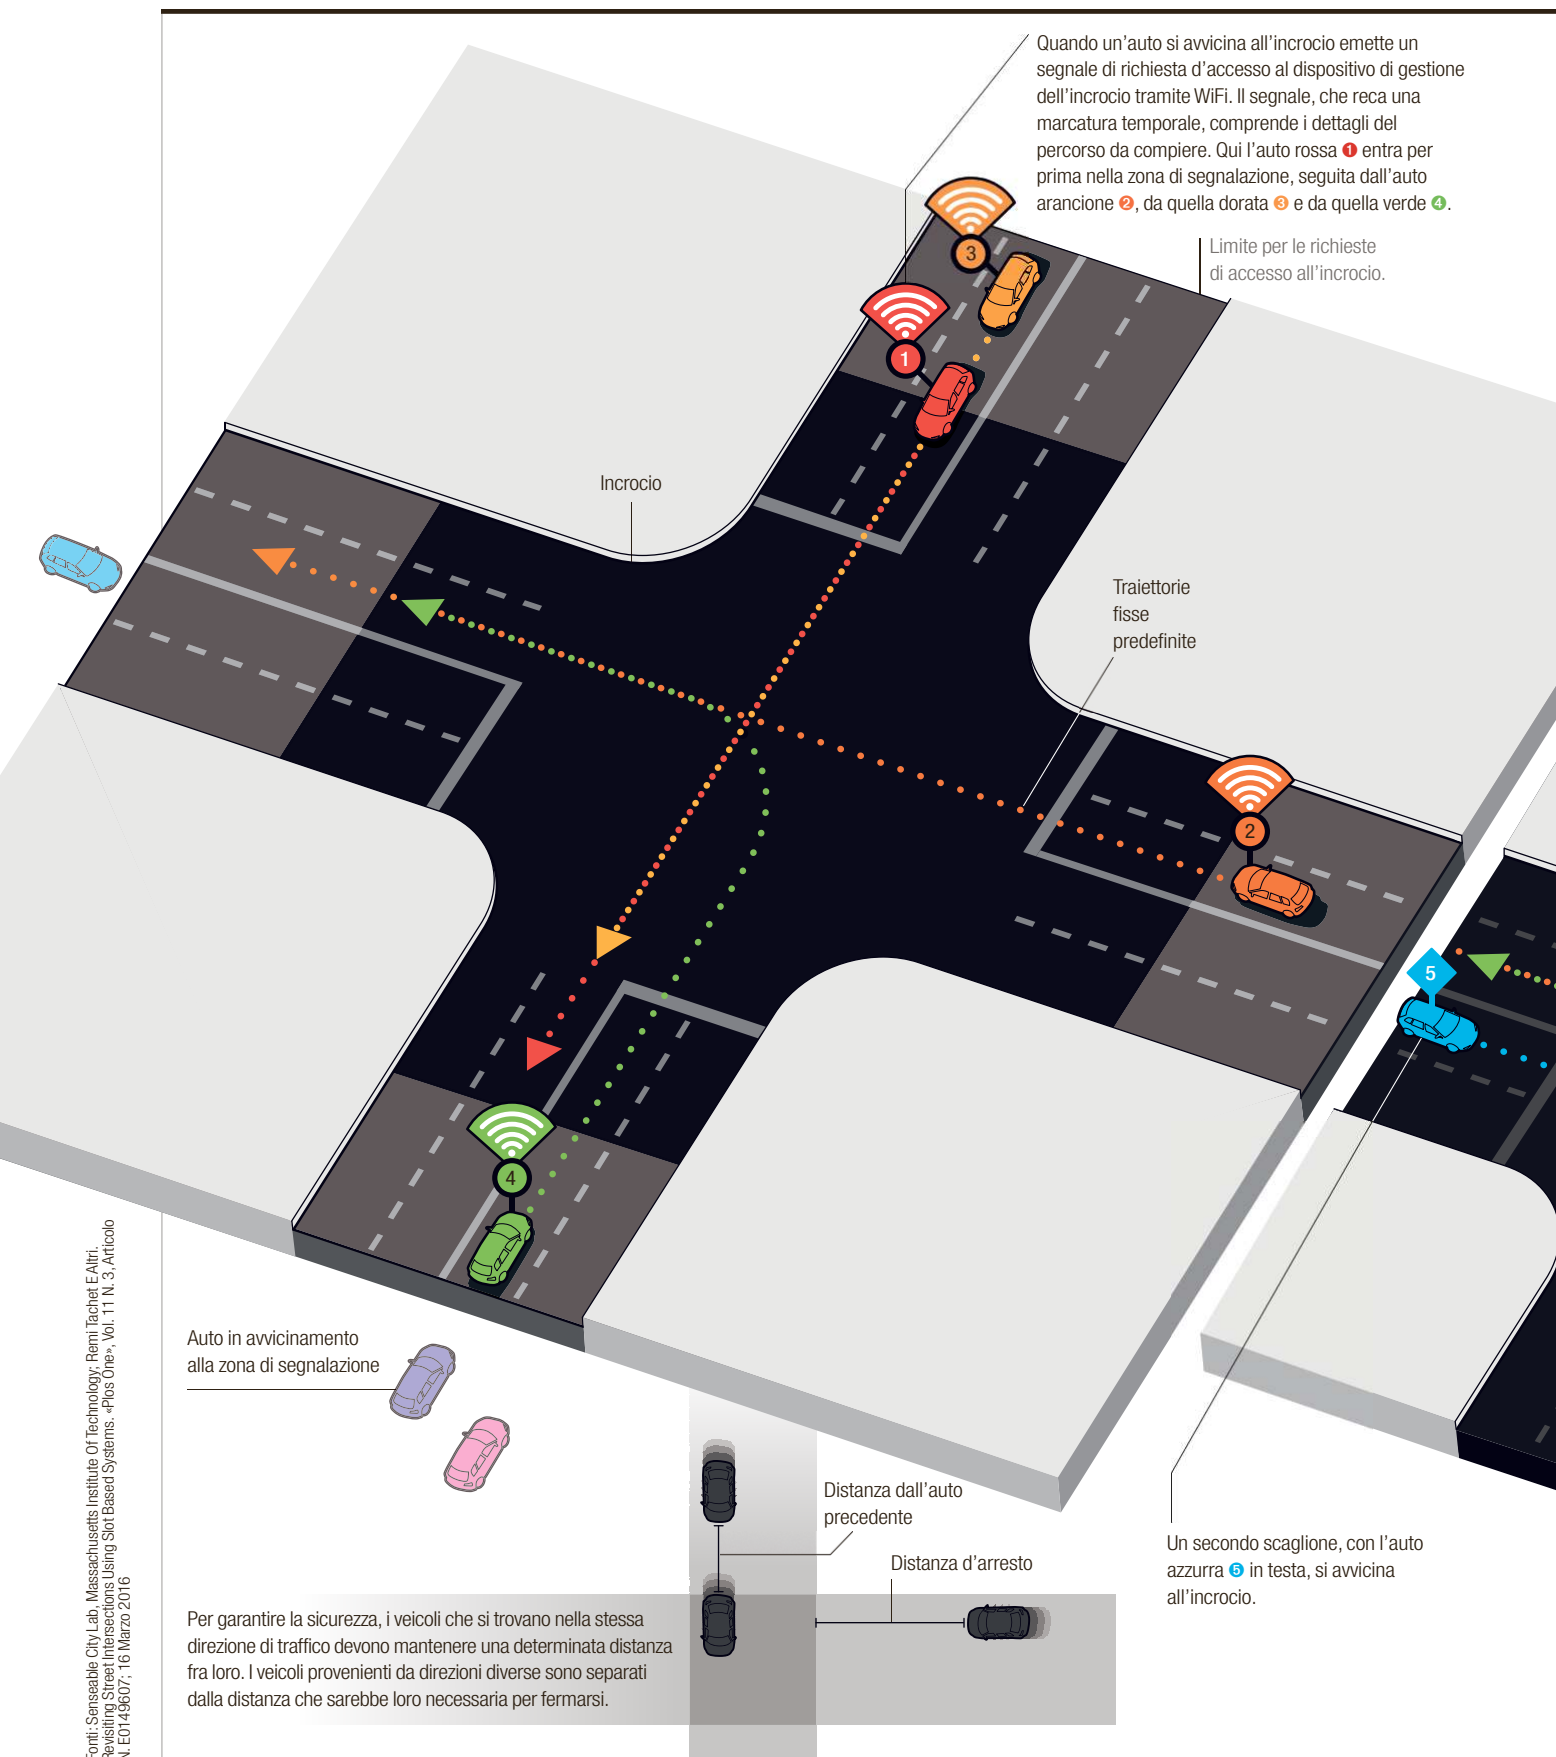 Quando un'auto si avvicina all'incrocio emette un
segnale di richiesta d'accesso al dispositivo di gestione
dell'incrocio tramite WiFi. Il segnale, che reca una
marcatura temporale, comprende i dettagli del
percorso da compiere. Qui l'auto rossa 1 entra per
prima nella zona di segnalazione, seguita dall'auto
arancione 2, da quella dorata 3 e da quella verde 4.
Limite per le richieste
di accesso all'incrocio.
3
1
Incrocio
Traiettorie
fisse
predefinite
2
5
4
Auto in avvicinamento
alla zona di segnalazione
Distanza dall'auto
precedente
Distanza d'arresto
Un secondo scaglione, con l'auto
azzurra 5 in testa, si avvicina
all'incrocio.
Per garantire la sicurezza, i veicoli che si trovano nella stessa
direzione di traffico devono mantenere una determinata distanza
fra loro. I veicoli provenienti da direzioni diverse sono separati
dalla distanza che sarebbe loro necessaria per fermarsi.
Fonti: Senseable City Lab, Massachusetts Institute Of Technology; Remi Tachet E Altri.
Revisiting Street Intersections Using Slot Based Systems. «Plos One», Vol. 11 N. 3, Articolo
N. E0149607; 16 Marzo 2016